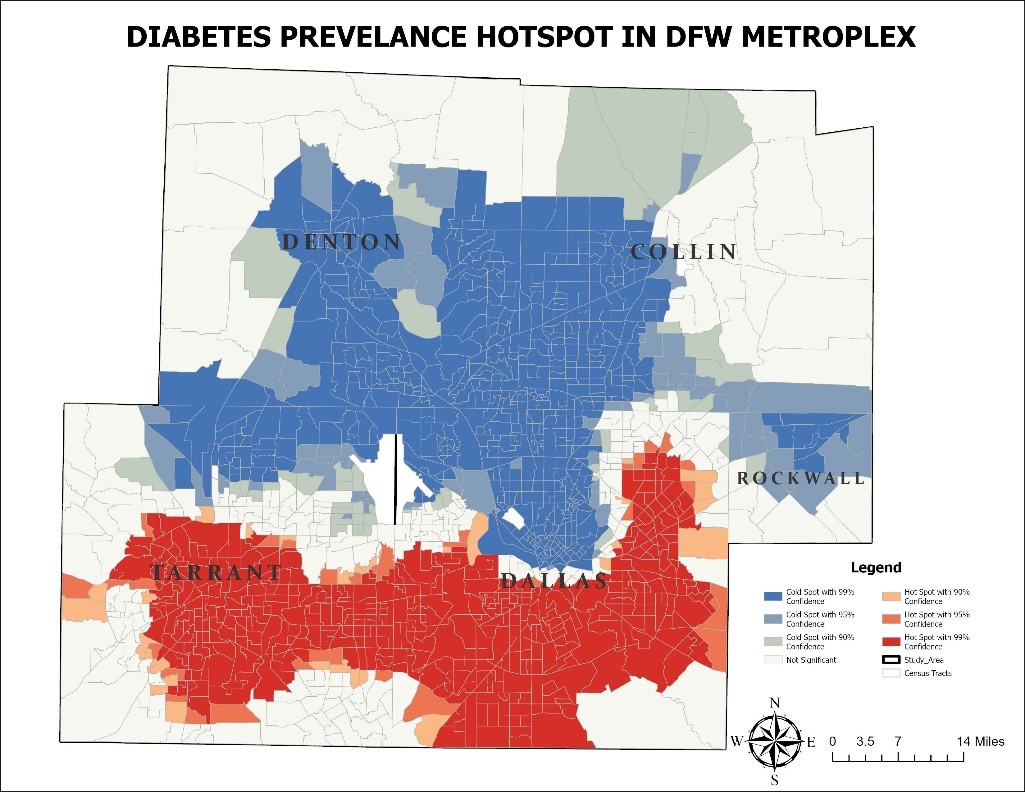 DIABETES PREVELANCE HOTSPOT IN DFW METROPLEX
DENTON
COLLIN
ROCKWALL
TARRANT
DALLAS
Legend
Cold Spot with 99%
Confidence
Cold Spot with 95%
Confidence
Cold Spot with 90%
Confidence
Not Significant
Hot Spot with 90%
Confidence
Hot Spot with 95%
Confidence
Hot Spot with 99%
Confidence
Study_Area
Census Tracts
N
W E
S
0 3.5 7 14 Miles